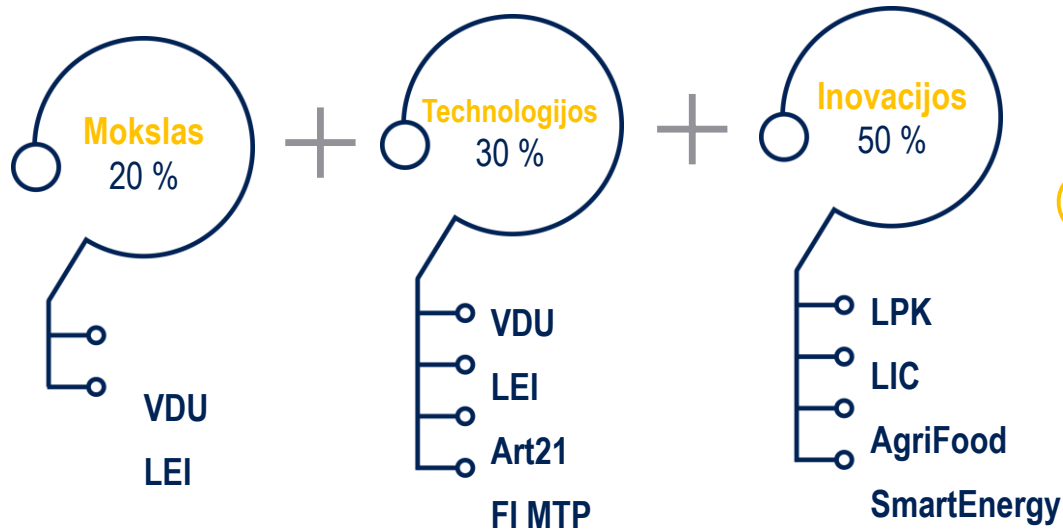 Mokslas
20 %
VDU
LEI
Technologijos
30 %
VDU
LEI
Art21
FI MTP
Inovacijos
50 %
LPK
LIC
AgriFood
SmartEnergy